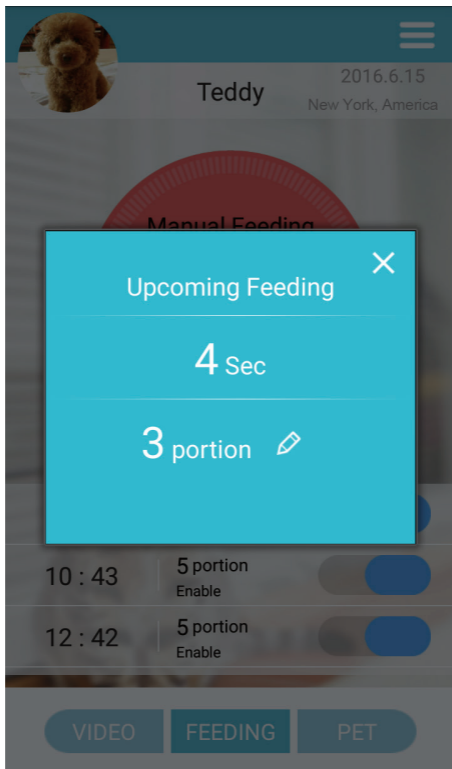 Teddy
2016.6.15
New York, America
Manual Feeding
Upcoming Feeding
4 Sec
3 portion
10 : 43
5 portion
Enable
12 : 42
5 portion
Enable
VIDEO
FEEDING
PET